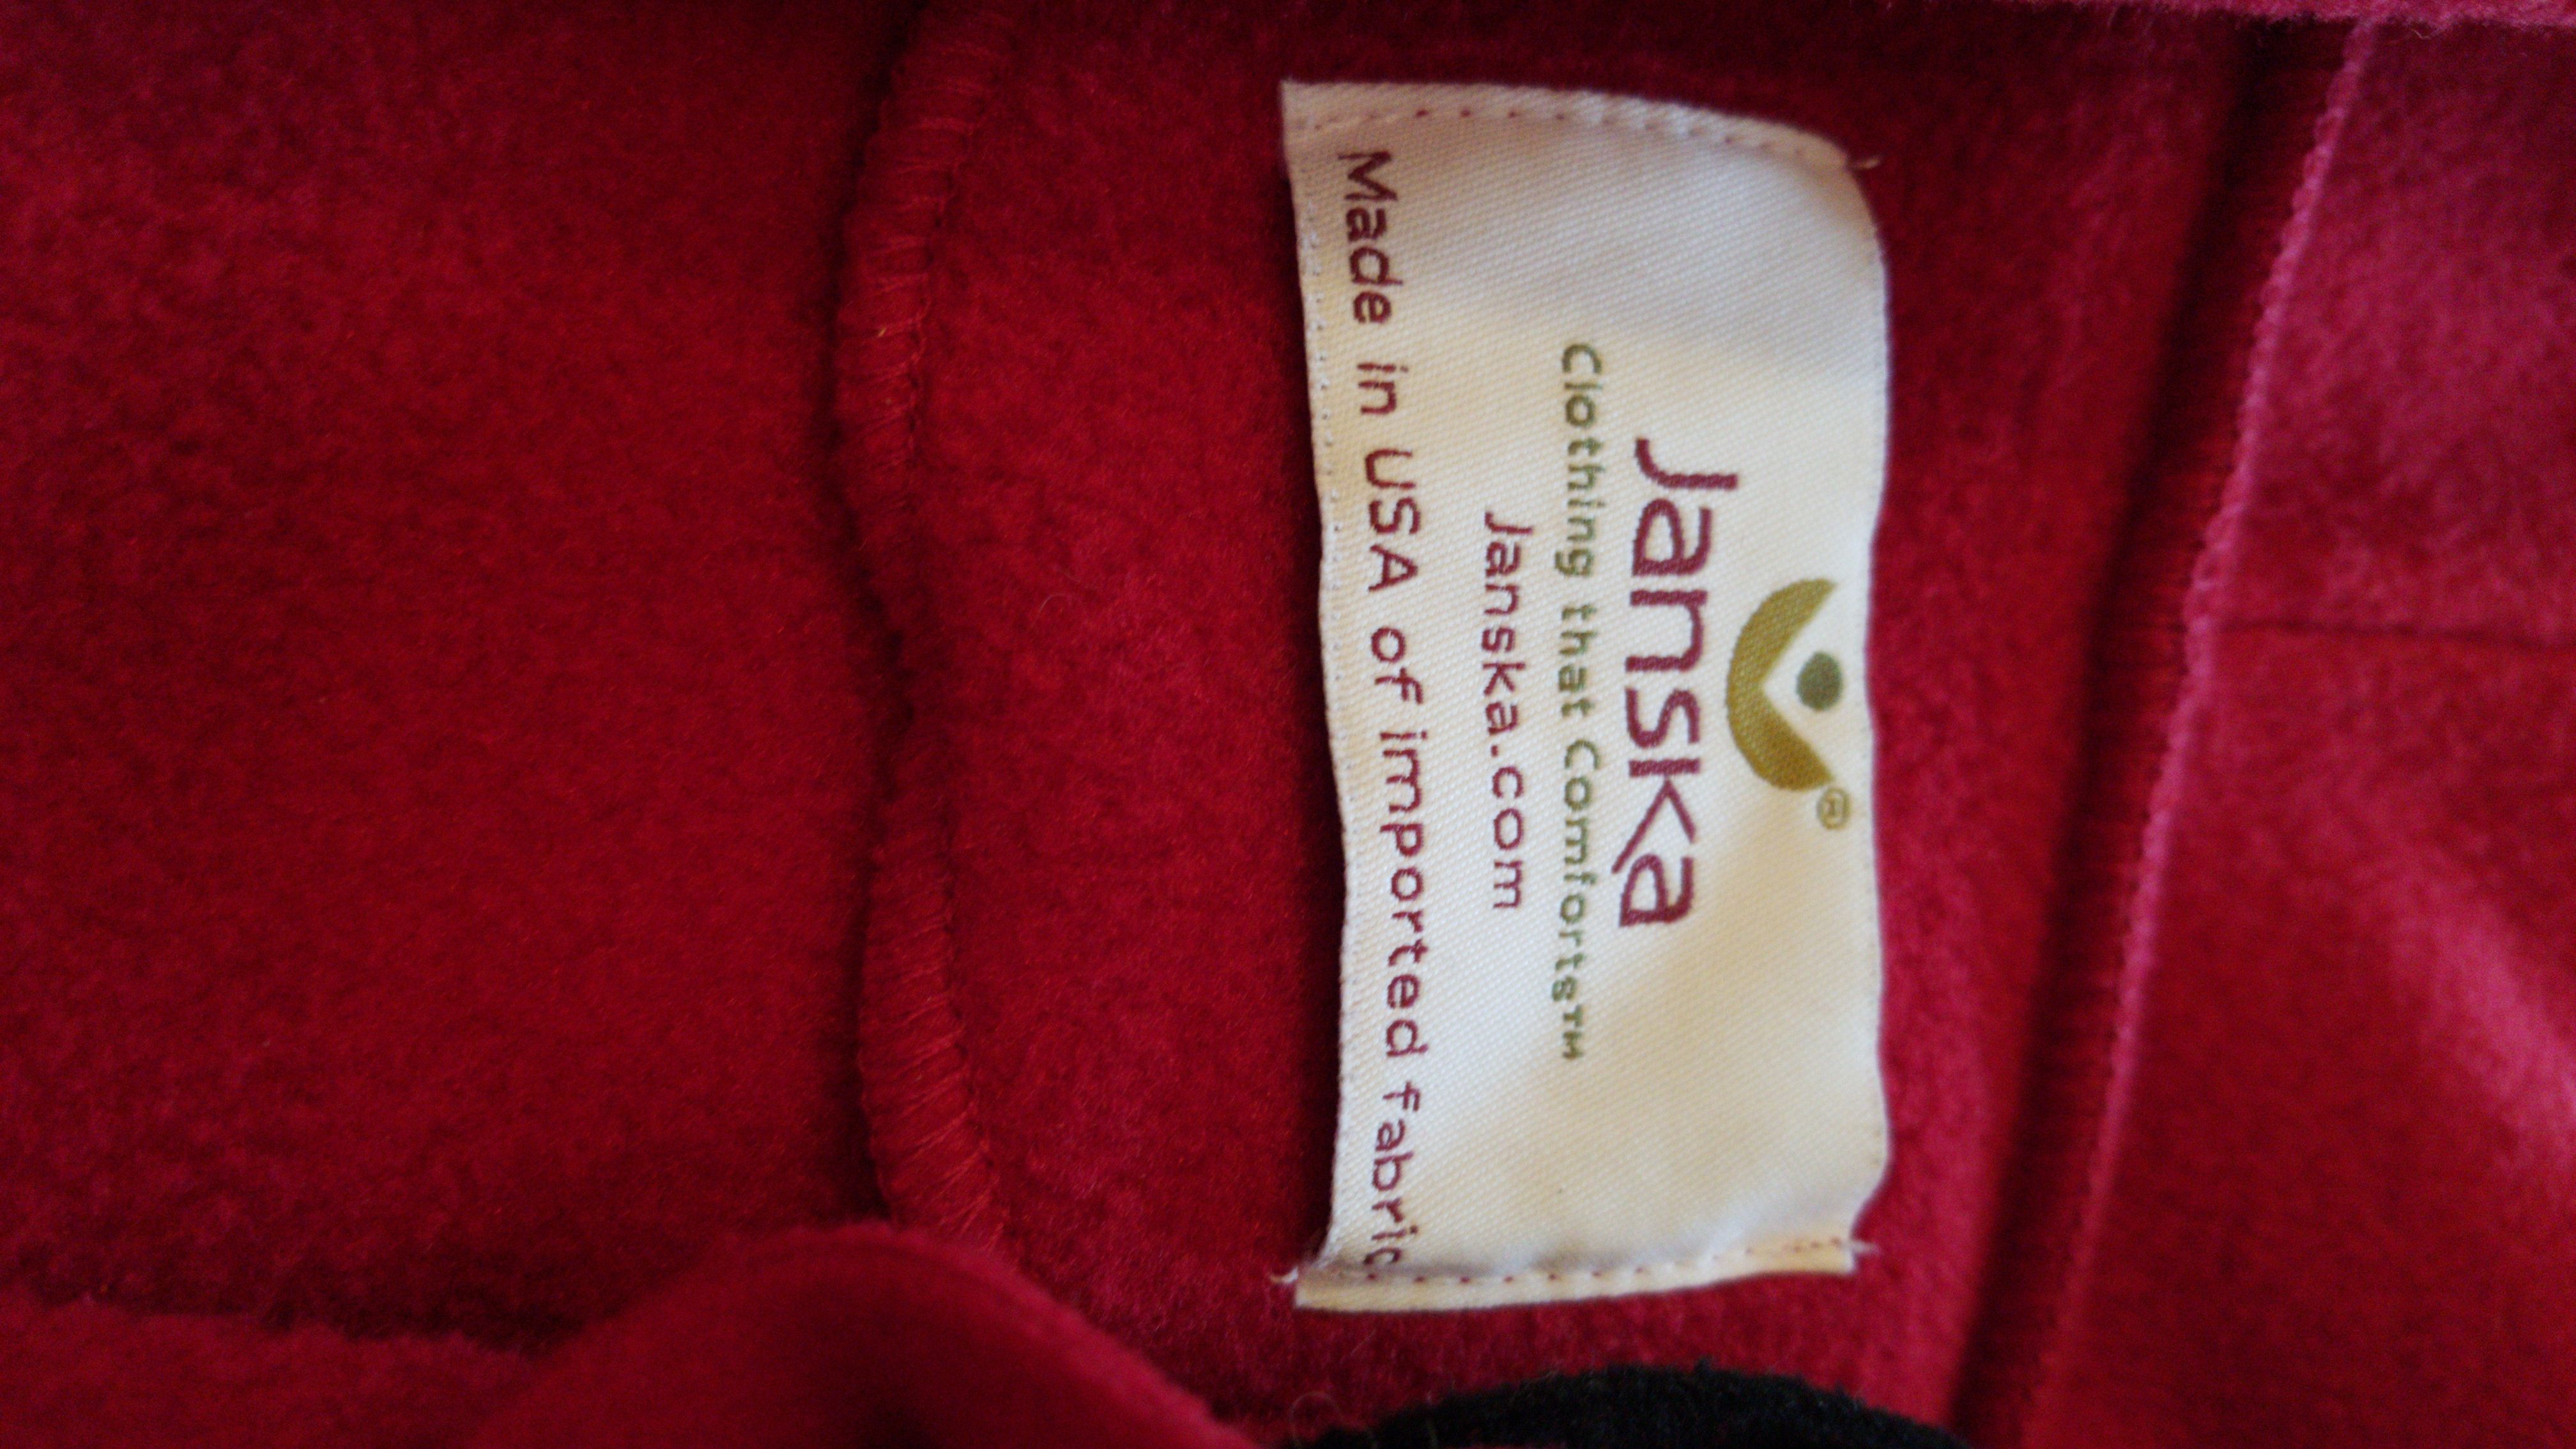 ®
Janska
Clothing that Comforts™
Janska.com
Made in USA of imported fabric